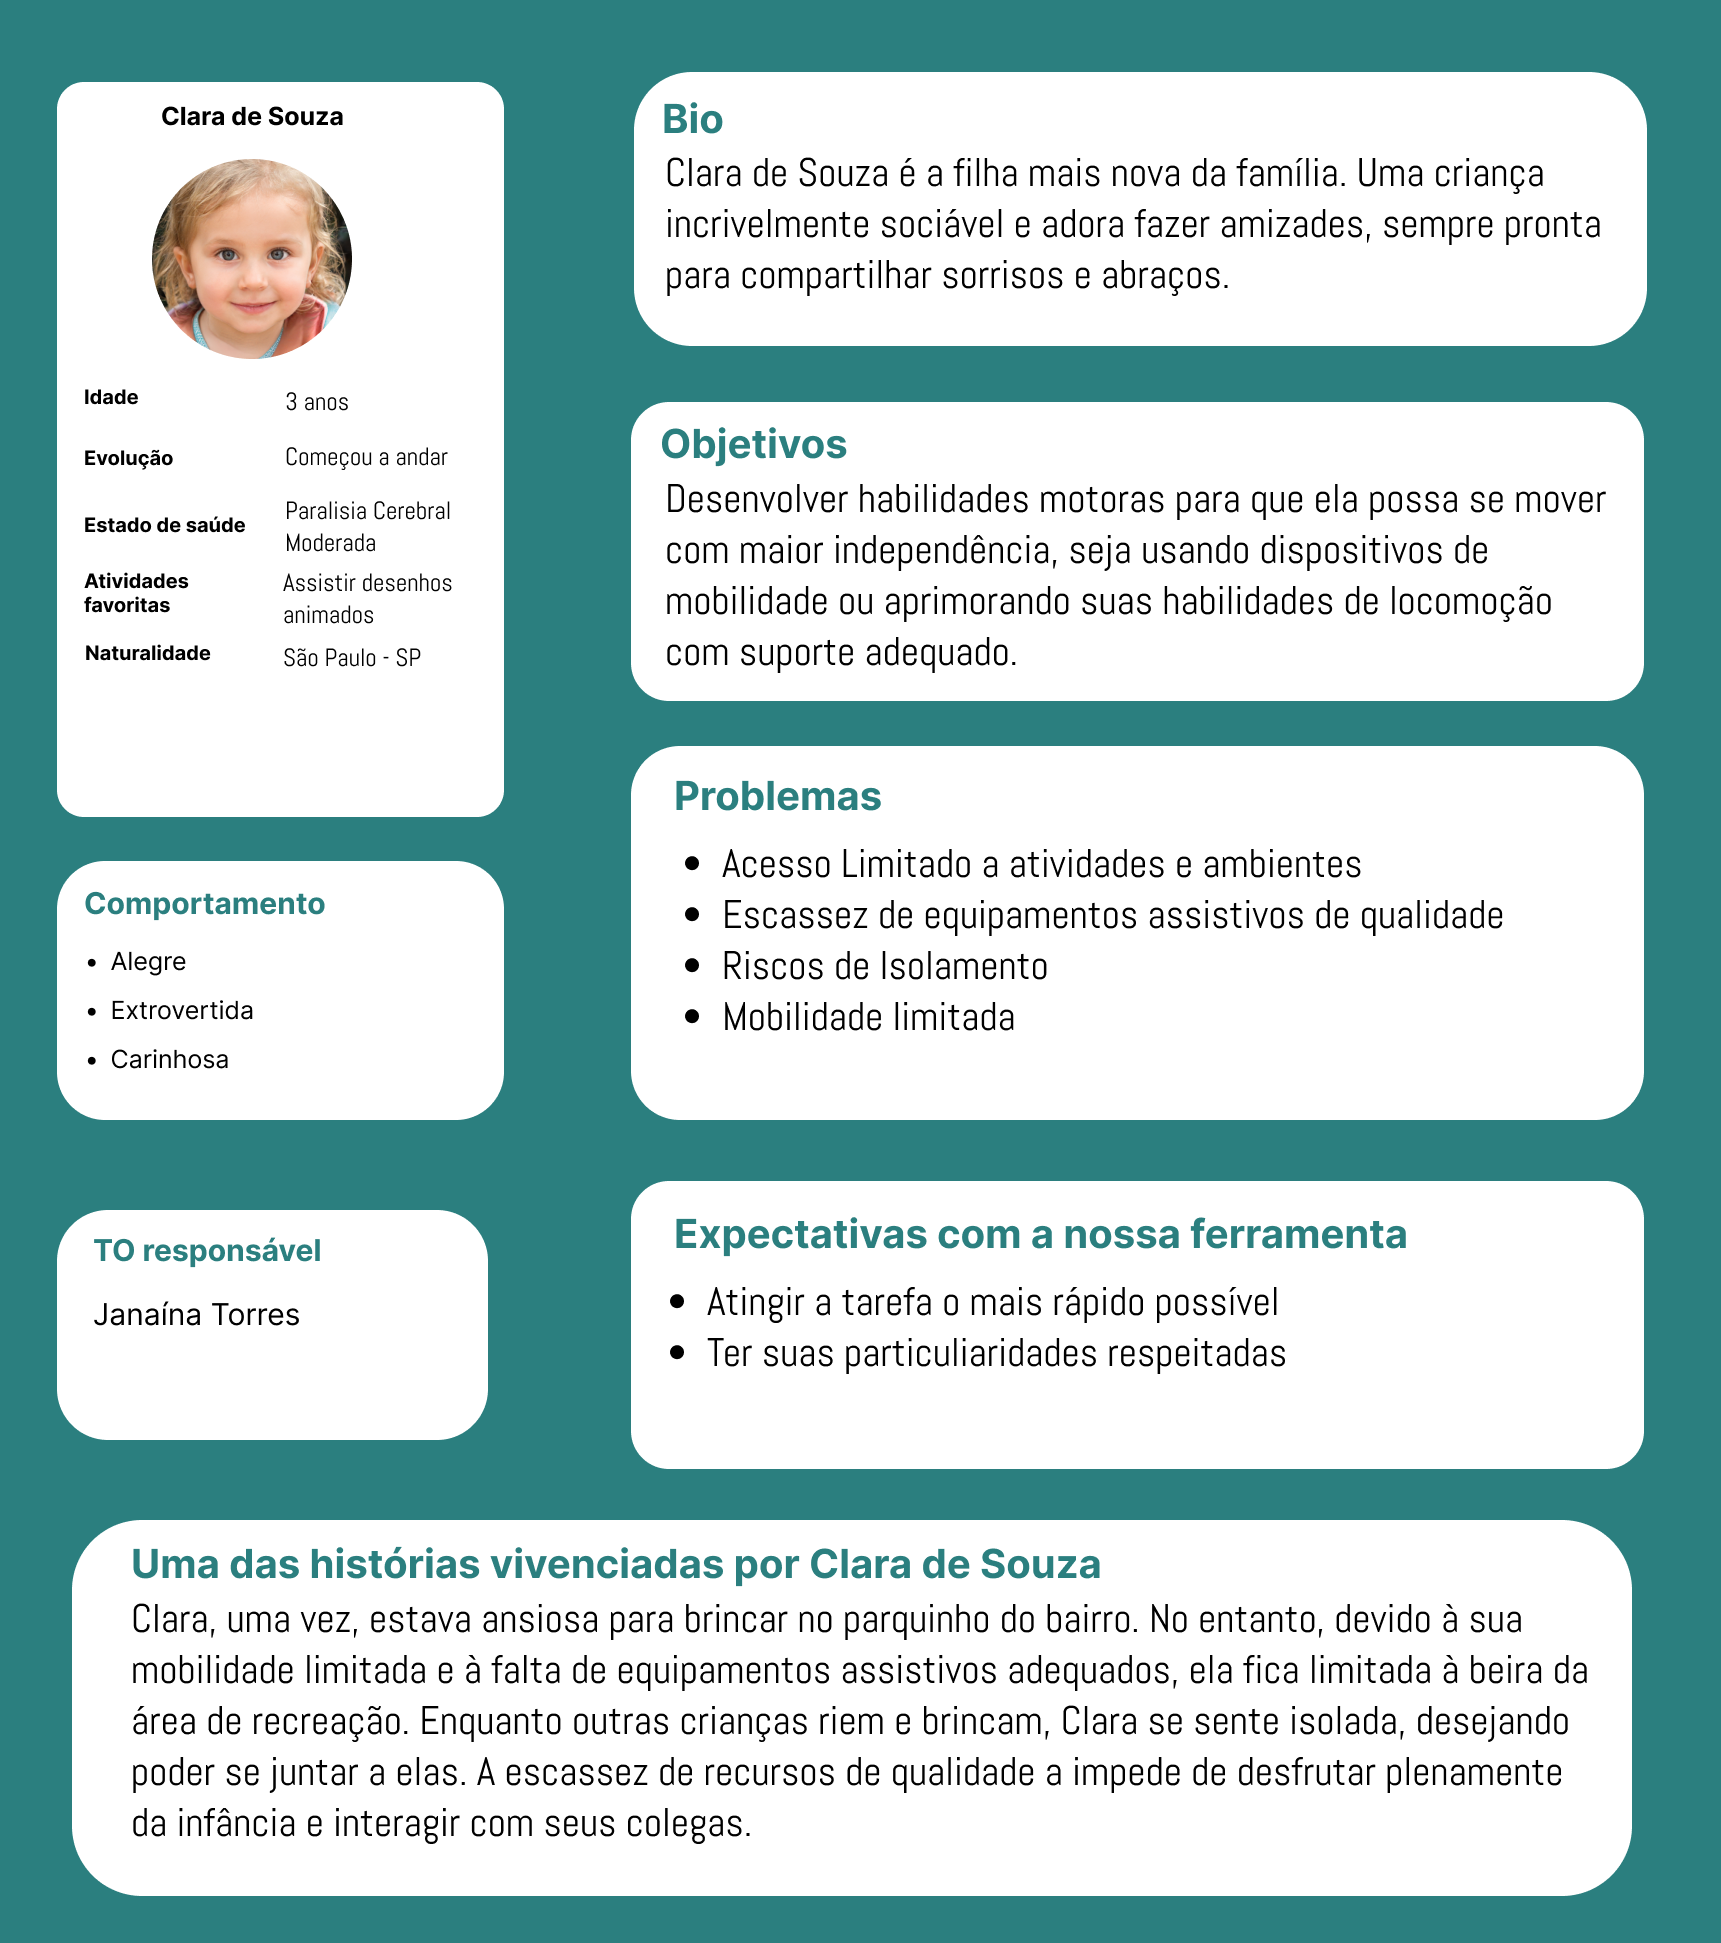 Clara de Souza
Idade
3 anos
Evolução
Começou a andar
Estado de saúde
Paralisia Cerebral
Moderada
Atividades
favoritas
Assistir desenhos
animados
Naturalidade
São Paulo - SP
Comportamento
• Alegre
• Extrovertida
• Carinhosa
TO responsável
Janaína Torres
Bio
Clara de Souza é a filha mais nova da família. Uma criança
incrivelmente sociável e adora fazer amizades, sempre pronta
para compartilhar sorrisos e abraços.
Objetivos
Desenvolver habilidades motoras para que ela possa se mover
com maior independência, seja usando dispositivos de
mobilidade ou aprimorando suas habilidades de locomoção
com suporte adequado.
Problemas
• Acesso Limitado a atividades e ambientes
• Escassez de equipamentos assistivos de qualidade
• Riscos de Isolamento
• Mobilidade limitada
Expectativas com a nossa ferramenta
• Atingir a tarefa o mais rápido possível
• Ter suas particuliaridades respeitadas
Uma das histórias vivenciadas por Clara de Souza
Clara, uma vez, estava ansiosa para brincar no parquinho do bairro. No entanto, devido à sua
mobilidade limitada e à falta de equipamentos assistivos adequados, ela fica limitada à beira da
área de recreação. Enquanto outras crianças riem e brincam, Clara se sente isolada, desejando
poder se juntar a elas. A escassez de recursos de qualidade a impede de desfrutar plenamente
da infância e interagir com seus colegas.